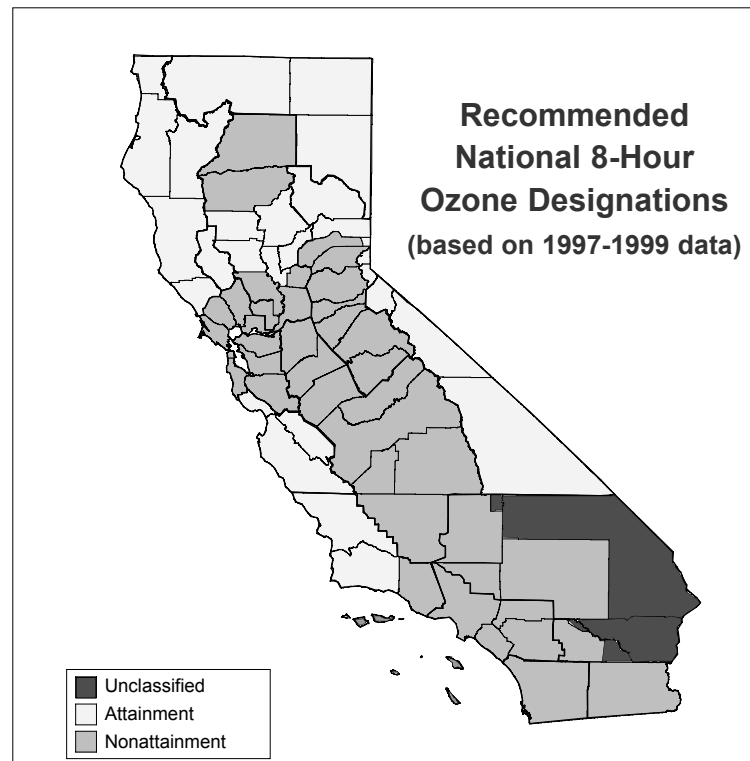 Recommended
National 8-Hour
Ozone Designations
(based on 1997-1999 data)
Unclassified
Attainment
Nonattainment